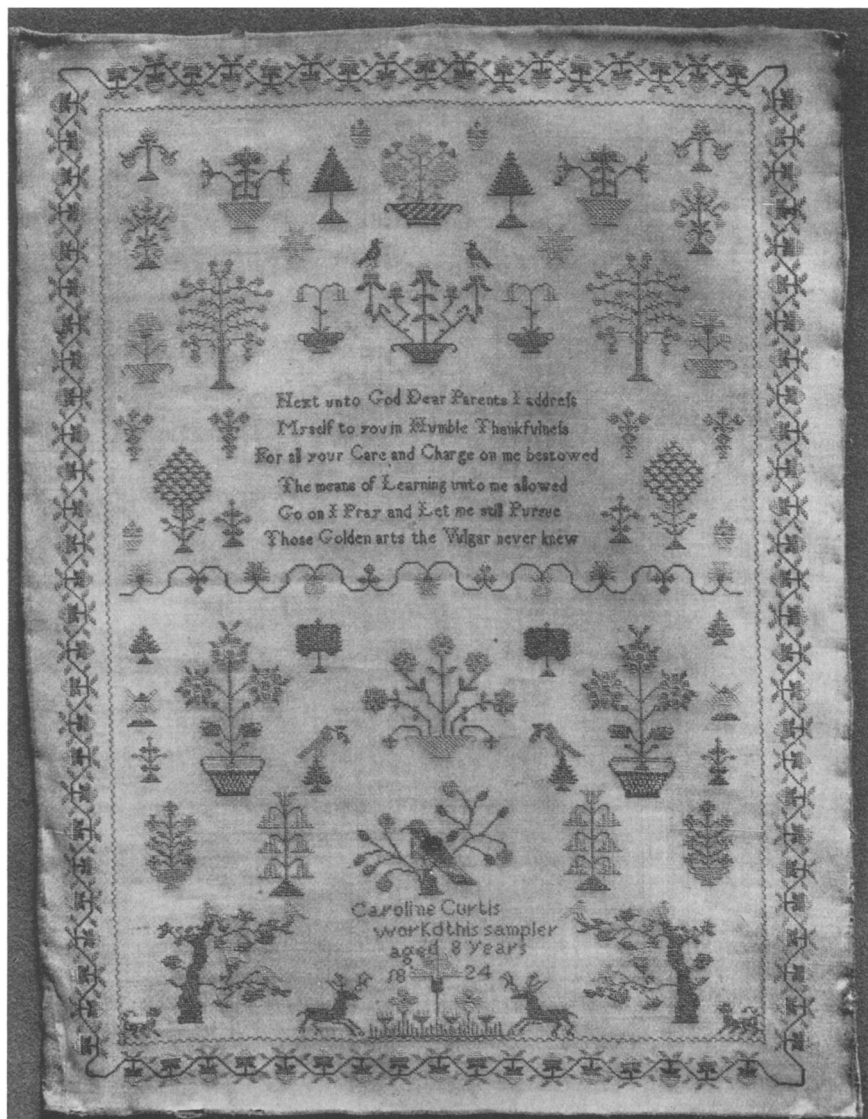 Next unto God Dear Parents I addreſs
Myself to you in Humble Thankfulneſs
For all your Care and Charge on me bestowed
The means of Learning unto me allowed
Go on I Pray and Let me still Pursue
Those Golden arts the Vulgar never knew
Caroline Curtis
workd this sampler
aged 8 Years
18 24